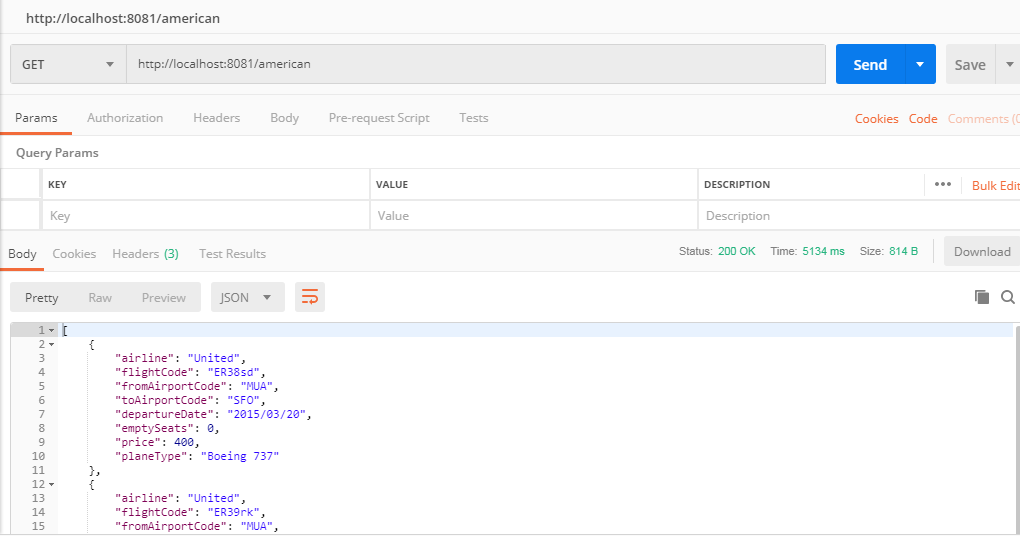 http://localhost:8081/american
GET http://localhost:8081/american Send Save
Params Authorization Headers Body Pre-request Script Tests Cookies Code Comments (0
Query Params
KEY VALUE DESCRIPTION ••• Bulk Edit
Key Value Description
Body Cookies Headers (3) Test Results Status: 200 OK Time: 5134 ms Size: 814 B Download
Pretty Raw Preview JSON
1 [
2 {
3 "airline": "United",
4 "flightCode": "ER38sd",
5 "fromAirportCode": "MUA",
6 "toAirportCode": "SFO",
7 "departureDate": "2015/03/20",
8 "emptySeats": 0,
9 "price": 400,
10 "planeType": "Boeing 737"
11 },
12 {
13 "airline": "United",
14 "flightCode": "ER39rk",
15 "fromAirportCode": "MUA",